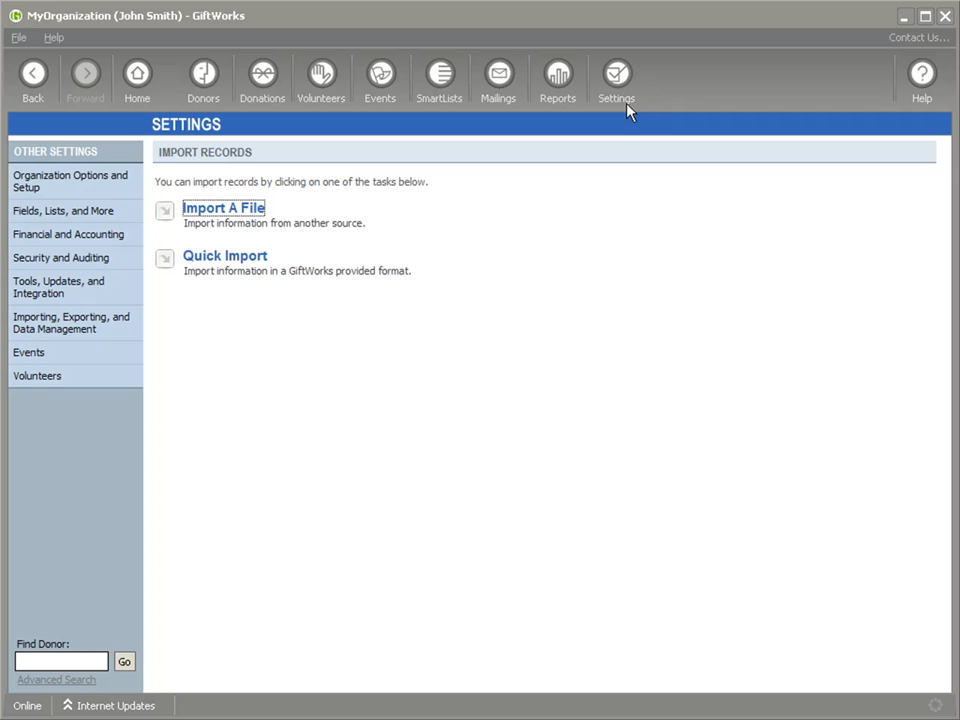 MyOrganization (John Smith) - GiftWorks
File Help Contact Us...
Back Forward Home Donors Donations Volunteers Events SmartLists Mailings Reports Settings Help
SETTINGS
OTHER SETTINGS
Organization Options and
Setup
Fields, Lists, and More
Financial and Accounting
Security and Auditing
Tools, Updates, and
Integration
Importing, Exporting, and
Data Management
Events
Volunteers
IMPORT RECORDS
You can import records by clicking on one of the tasks below.
Import A File
Import information from another source.
Quick Import
Import information in a GiftWorks provided format.
Find Donor:
Go
Advanced Search
Online Internet Updates